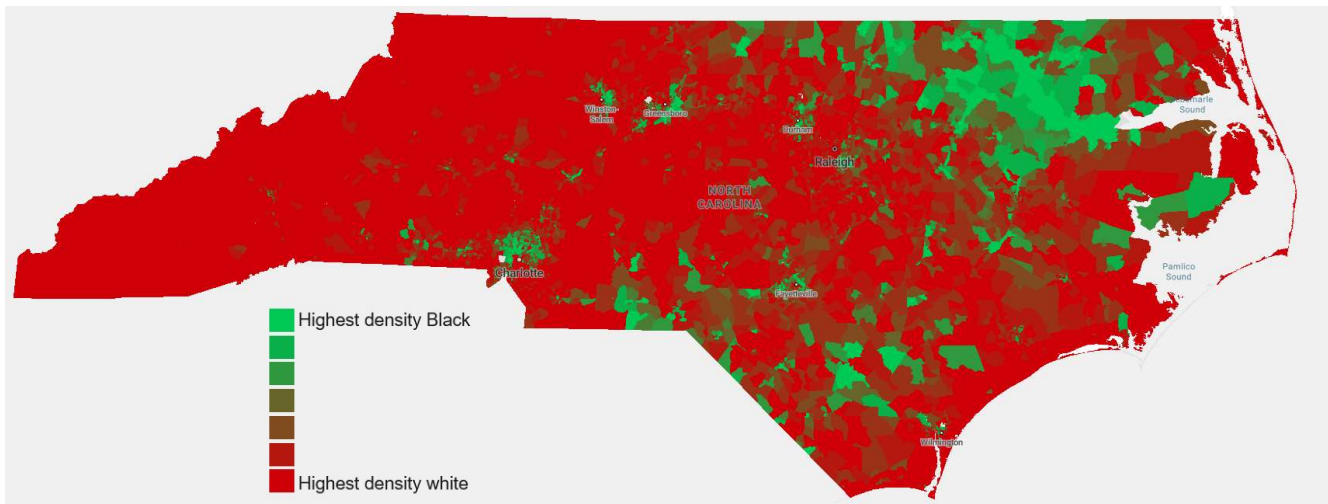 Winston-
Salem
Greensboro
Durham
Raleigh
NORTH
CAROLINA
Sound
Charlotte
Fayetteville
Pamlico
Sound
Wilmington
Highest density Black
Highest density white